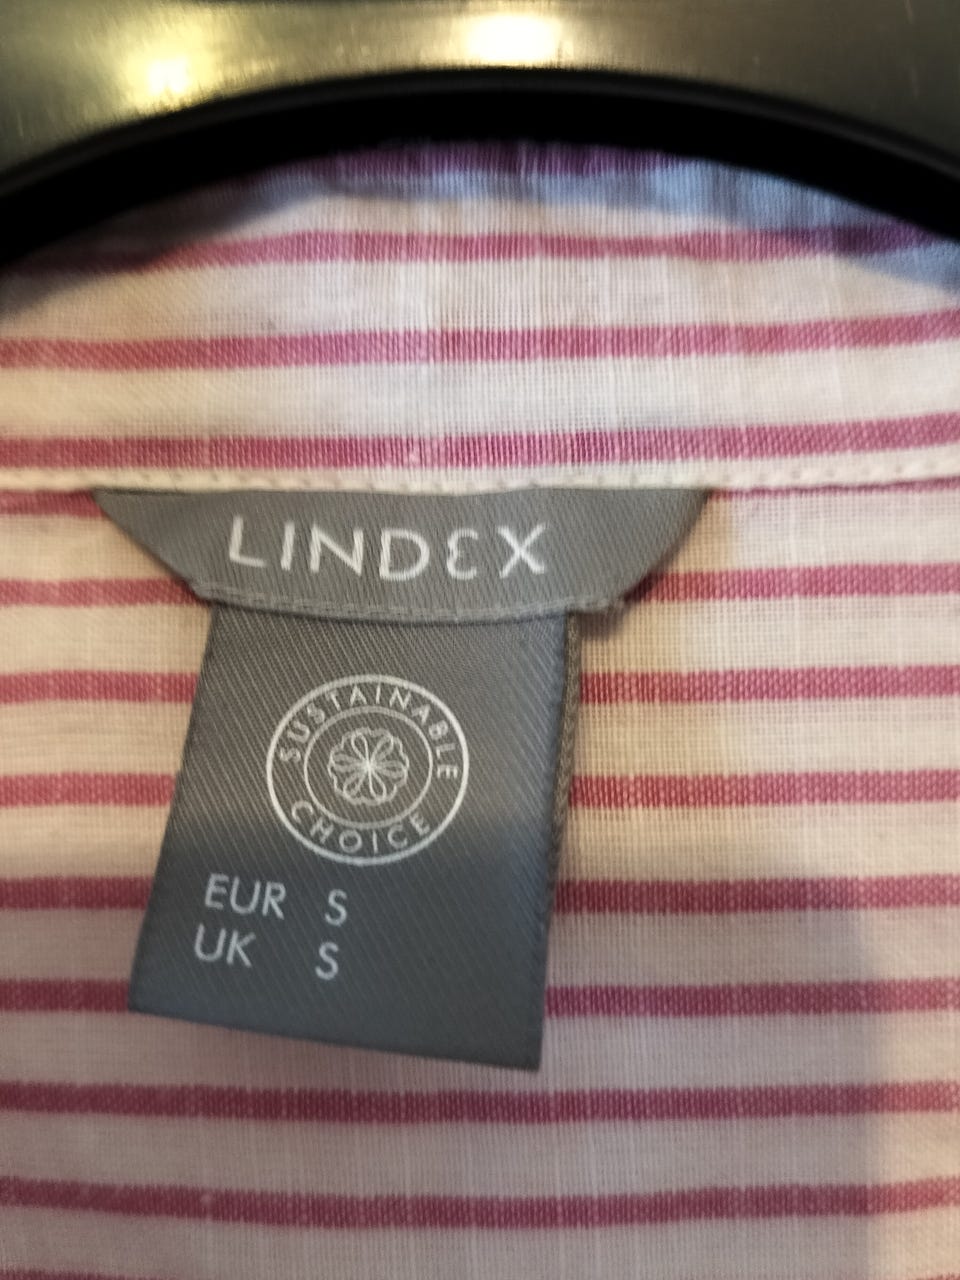 LINDEX
SUSTAINABLE
CHOICE
EUR S
UK S